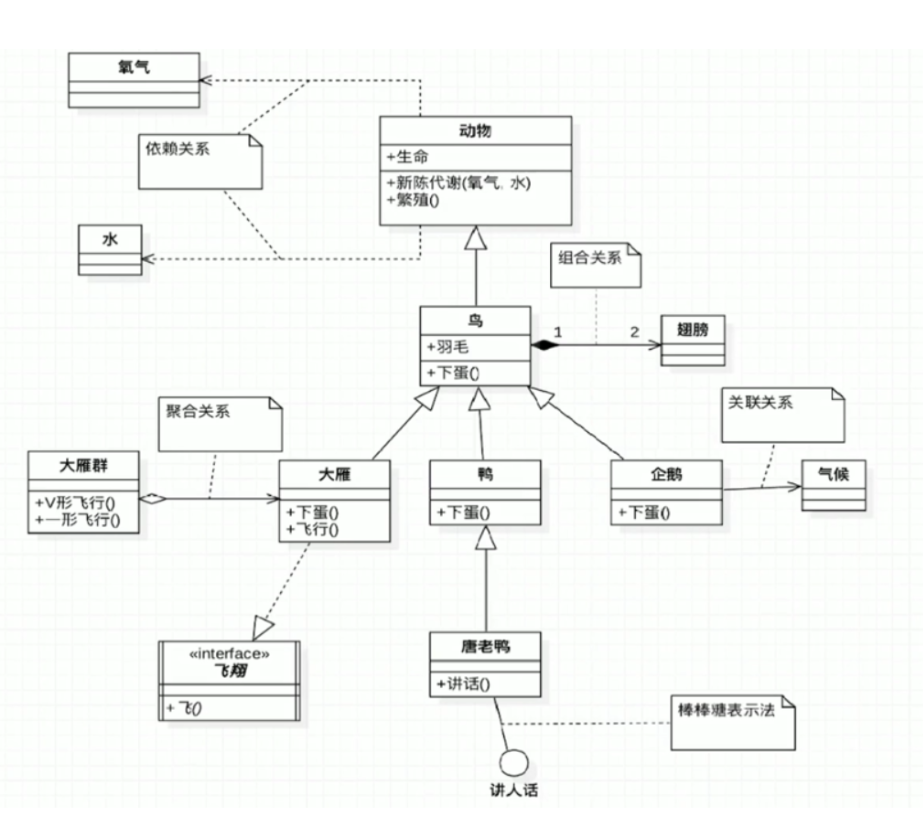 氧气
动物
+生命
依赖关系
+新陈代谢(氧气, 水)
+繁殖()
水
组合关系
鸟
1
2
翅膀
+羽毛
+下蛋()
关联关系
聚合关系
大雁群
大雁
鸭
企鹅
气候
+V形飞行()
+一形飞行()
+下蛋()
+飞行()
+下蛋()
+下蛋()
«interface»
飞翔
+飞()
唐老鸭
+讲话()
棒棒糖表示法
讲人话